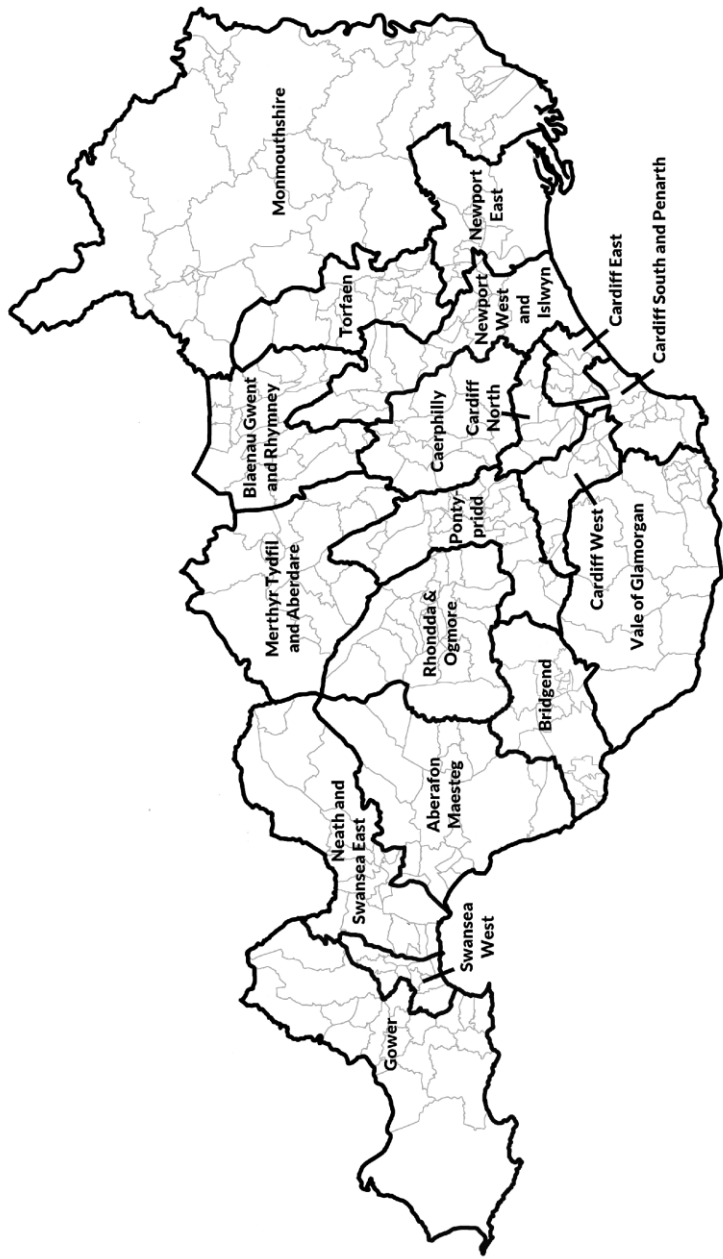 Monmouthshire
Blaenau Gwent
and Rhymney
Torfaen
Merthyr Tydfil
and Aberdare
Neath and
Swansea East
Newport
East
Newport
West
and
Islwyn
Caerphilly
Ponty-
pridd
Rhondda &
Ogmore
Aberafon
Maesteg
Gower
Swansea
West
Cardiff
North
Bridgend
Cardiff West
Vale of Glamorgan
Cardiff East
Cardiff South and Penarth